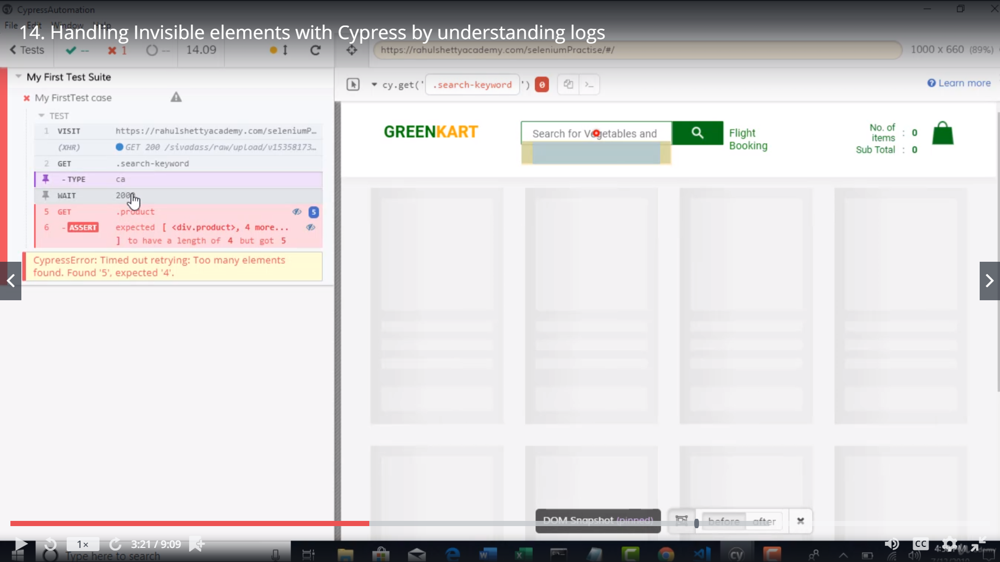 CypressAutomation
File Edit Window Help
14. Handling Invisible elements with Cypress by understanding logs
Tests -- 1 -- 14.09
https://rahulshettyacademy.com/seleniumPractise/#/
1000 x 660 (89%)
My First Test Suite
cy.get(' .search-keyword ') 0
>_
Learn more
My FirstTest case
TEST
1 VISIT https://rahulshettyacademy.com/seleniumP…
(XHR) GET 200 /sivadass/raw/upload/v15358173…
2 GET .search-keyword
- TYPE ca
WAIT
5 GET .product 5
6 - ASSERT expected [ <div.product>, 4 more...
] to have a length of 4 but got 5
CypressError: Timed out retrying: Too many elements
found. Found '5', expected '4'.
GREENKART
Search for Vegetables and
Flight
Booking
No. of
items : 0
Sub Total : 0
DOM Snapshot (pinned)
before after
1× 3:21 / 9:09
CC
Type here to search